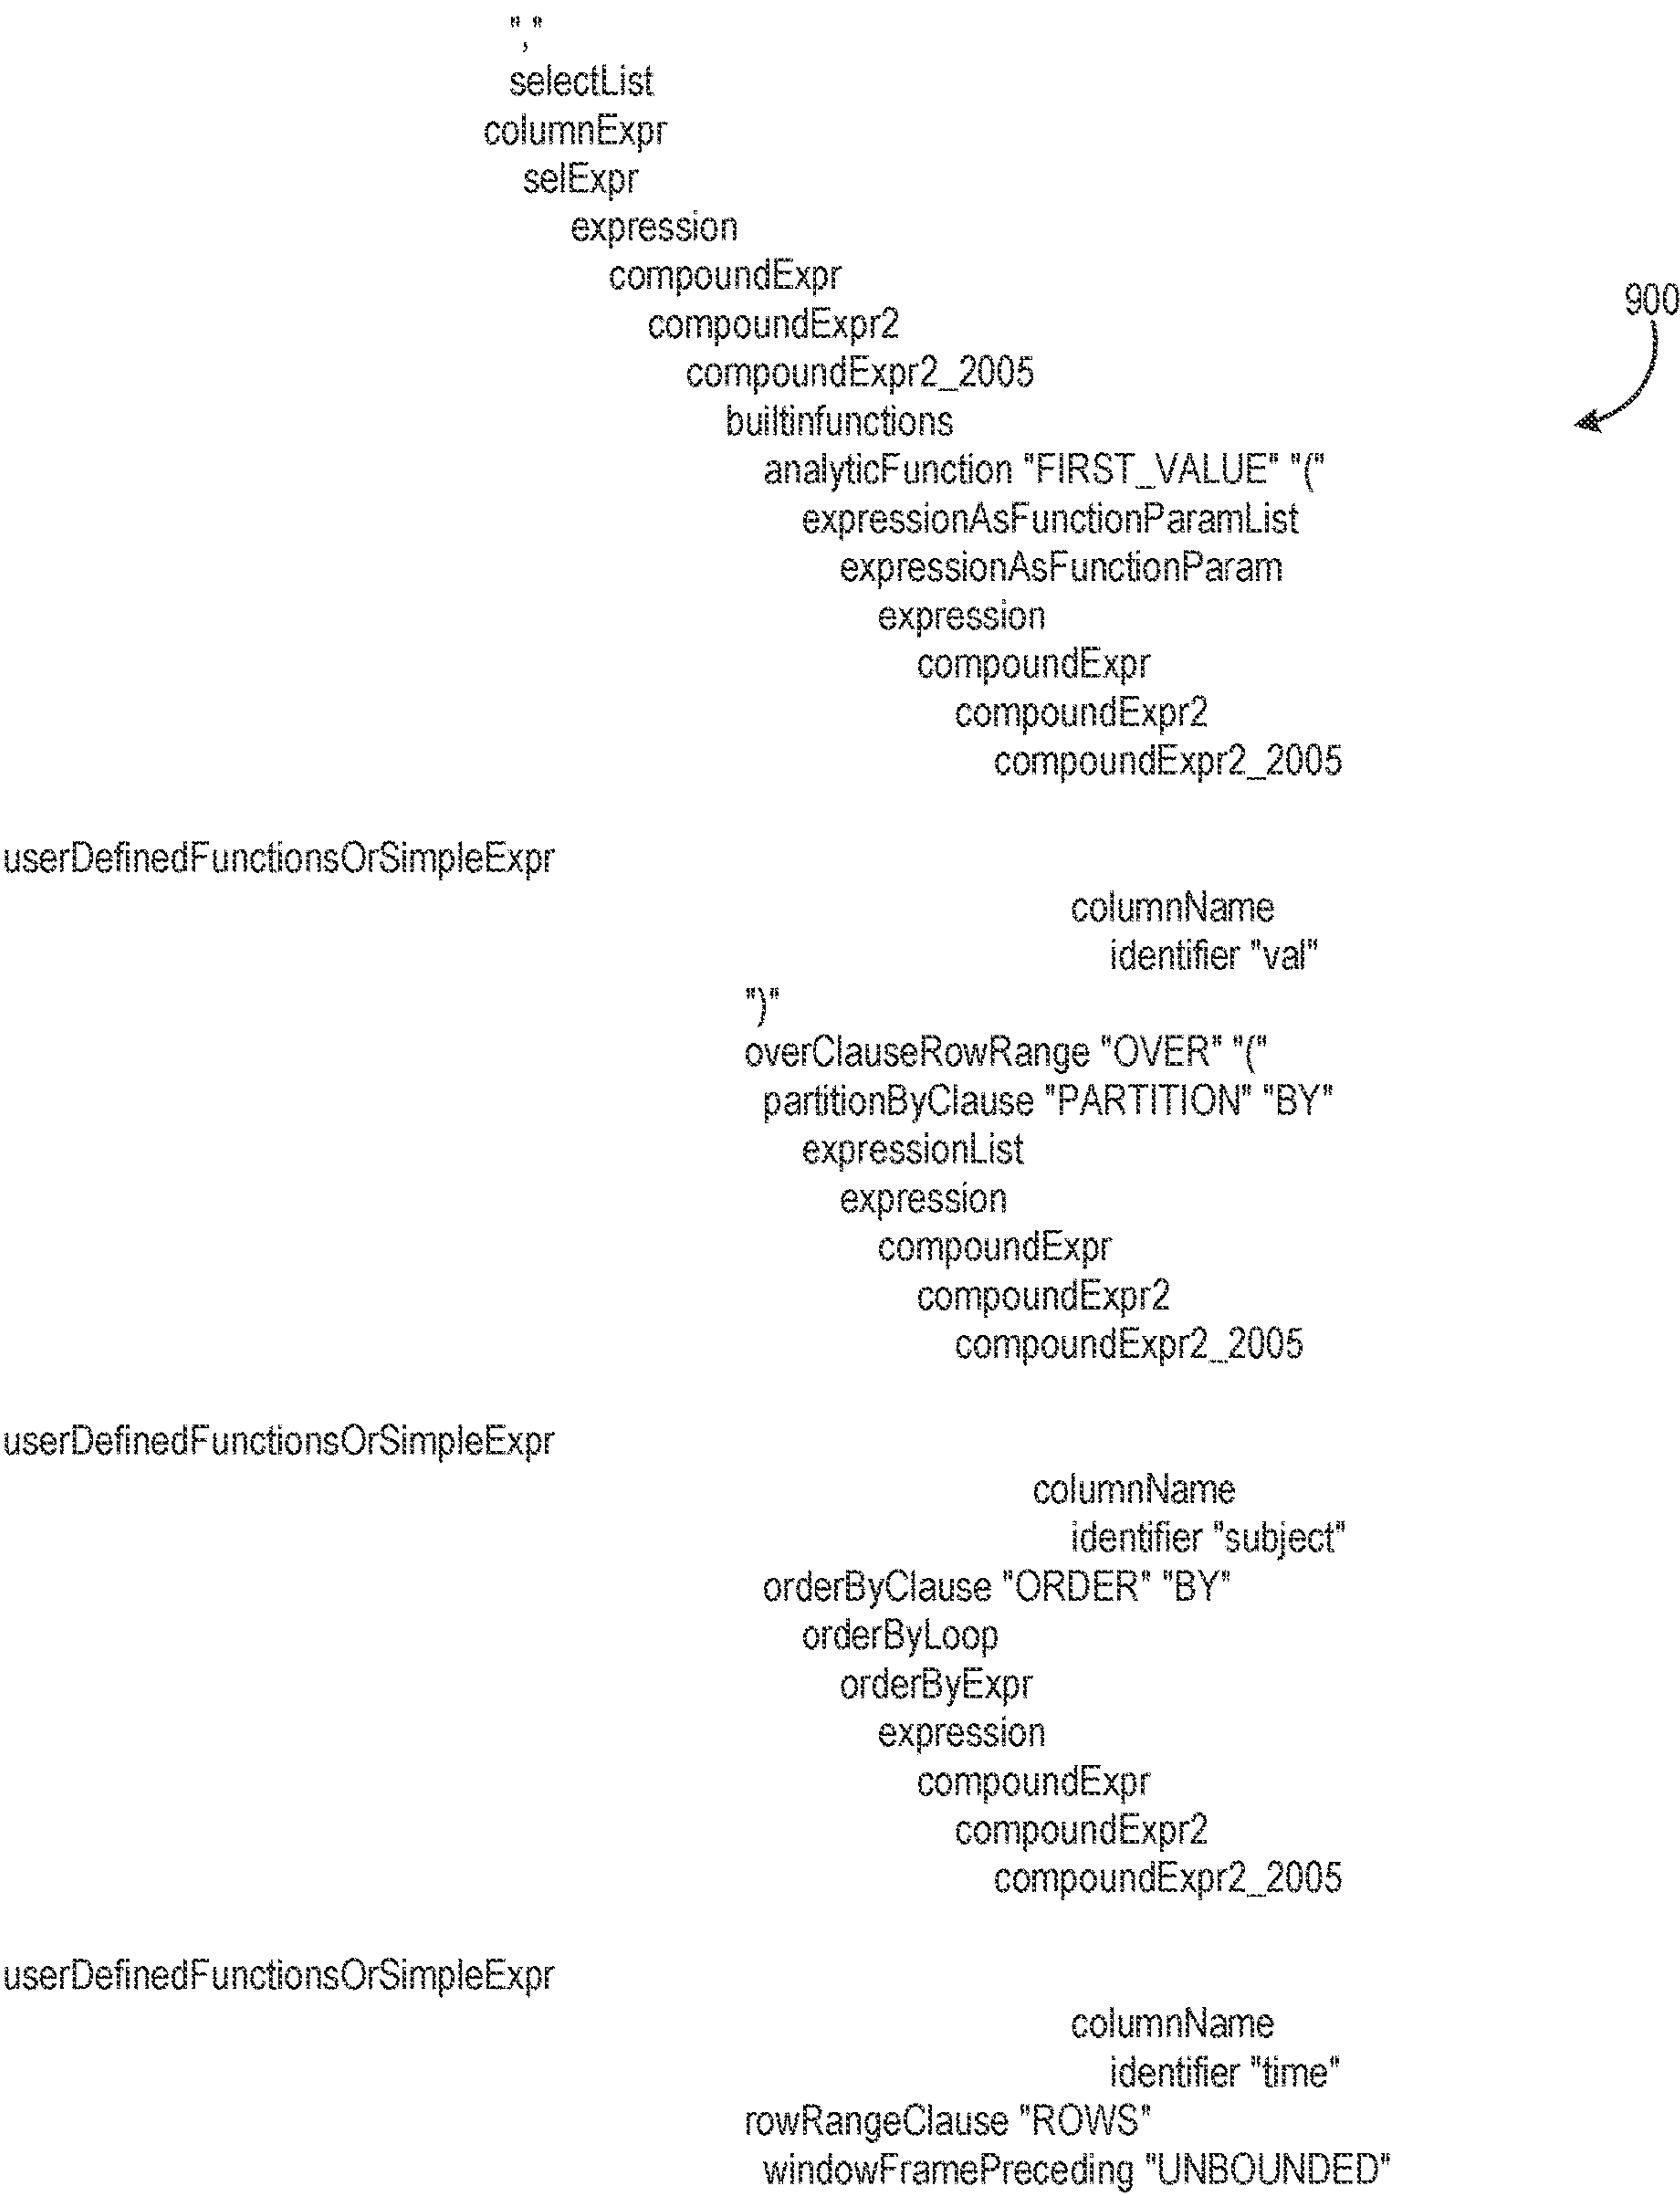 ","
selectList
columnExpr
selExpr
expression
compoundExpr
900
compoundExpr2
compoundExpr2_2005
builtinfunctions
analyticFunction "FIRST_VALUE" "("
expressionAsFunctionParamList
expressionAsFunctionParam
expression
compoundExpr
compoundExpr2
compoundExpr2_2005
userDefinedFunctionsOrSimpleExpr
columnName
identifier "val"
")"
overClauseRowRange "OVER" "("
partitionByClause "PARTITION" "BY"
expressionList
expression
compoundExpr
compoundExpr2
compoundExpr2_2005
userDefinedFunctionsOrSimpleExpr
columnName
identifier "subject"
orderByClause "ORDER" "BY"
orderByLoop
orderByExpr
expression
compoundExpr
compoundExpr2
compoundExpr2_2005
userDefinedFunctionsOrSimpleExpr
columnName
identifier "time"
rowRangeClause "ROWS"
windowFramePreceding "UNBOUNDED"